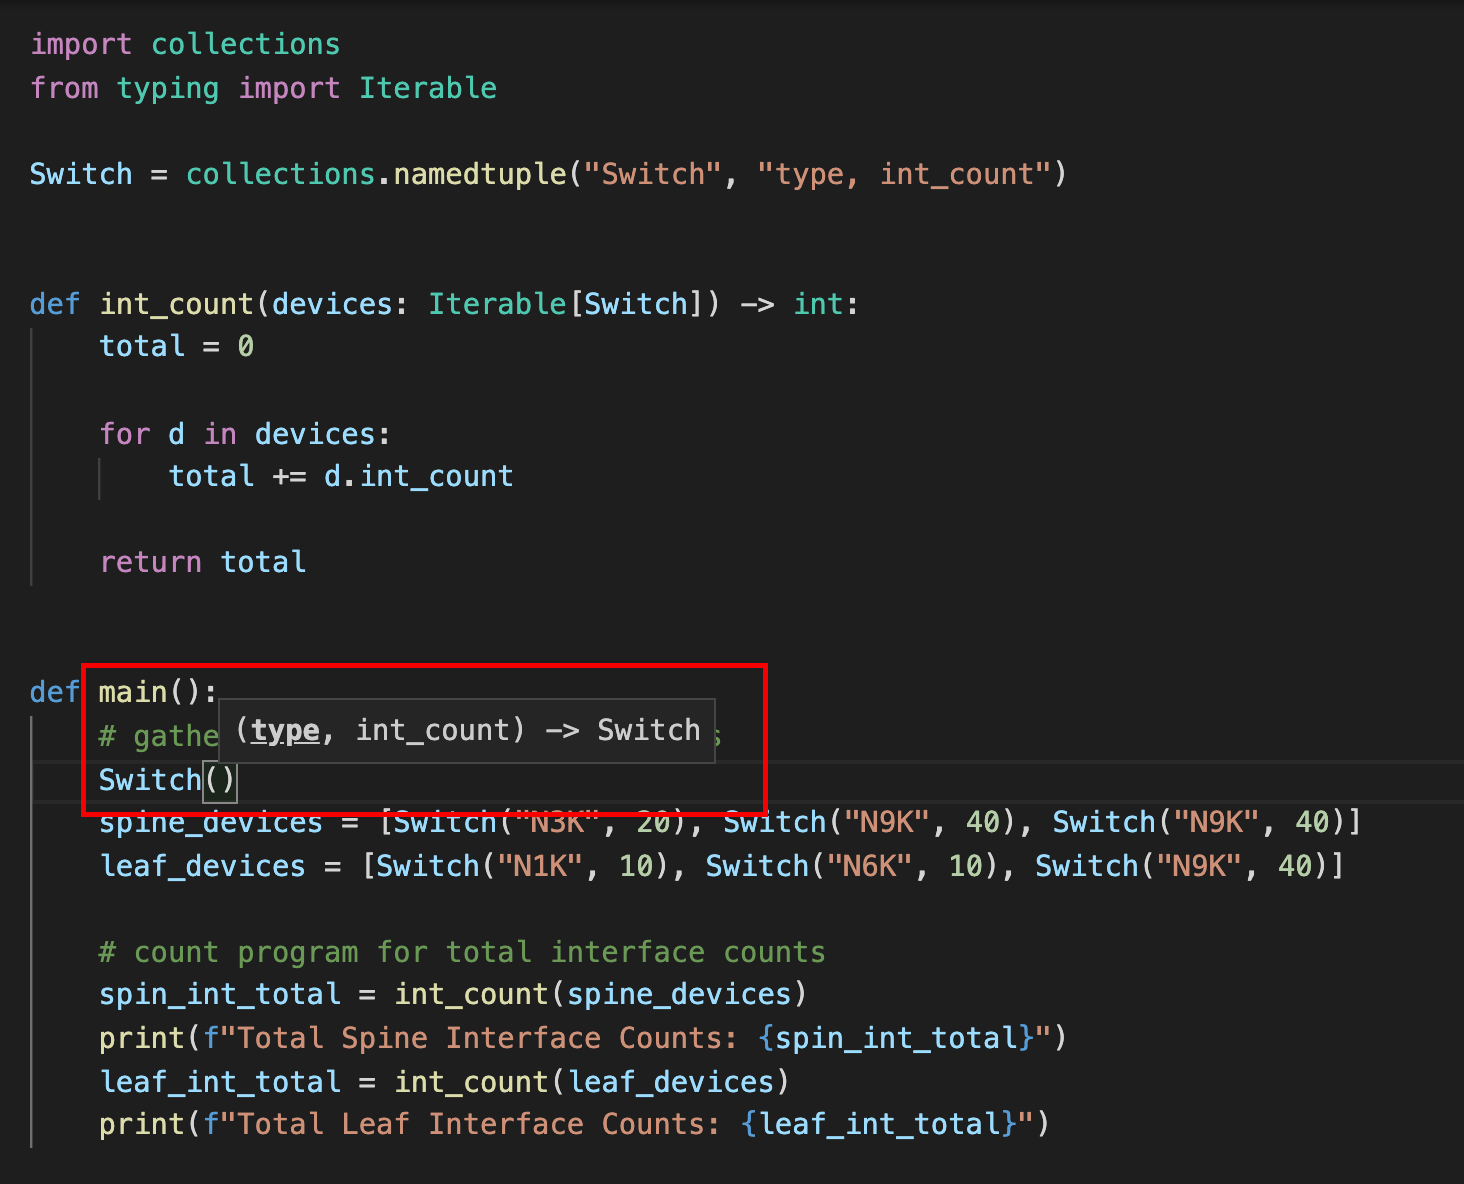 import collections
from typing import Iterable
Switch = collections.namedtuple("Switch", "type, int_count")
def int_count(devices: Iterable[Switch]) -> int:
total = 0
for d in devices:
total += d.int_count
return total
def main():
# gathe
(type, int_count) -> Switch
Switch()
spine_devices = [Switch("N3K", 20), Switch("N9K", 40), Switch("N9K", 40)]
leaf_devices = [Switch("N1K", 10), Switch("N6K", 10), Switch("N9K", 40)]
# count program for total interface counts
spin_int_total = int_count(spine_devices)
print(f"Total Spine Interface Counts: {spin_int_total}")
leaf_int_total = int_count(leaf_devices)
print(f"Total Leaf Interface Counts: {leaf_int_total}")